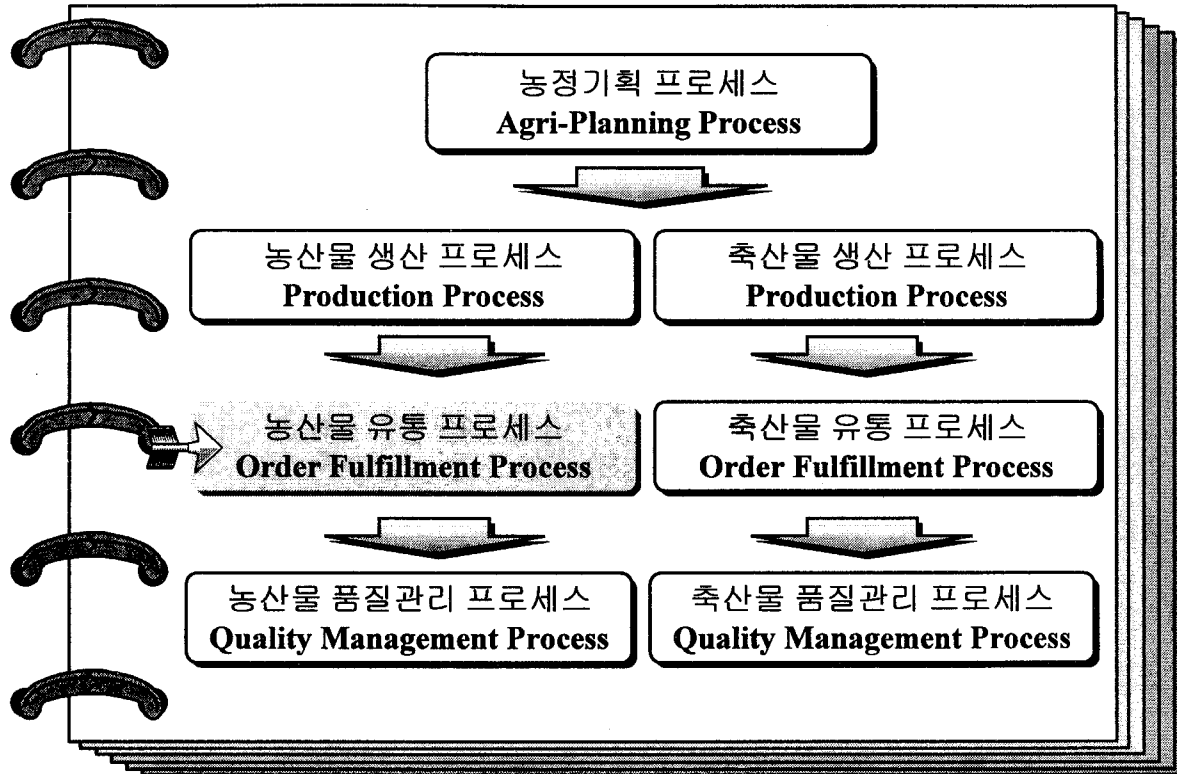 농정기획 프로세스
Agri-Planning Process
농산물 생산 프로세스
Production Process
축산물 생산 프로세스
Production Process
농산물 유통 프로세스
Order Fulfillment Process
축산물 유통 프로세스
Order Fulfillment Process
농산물 품질관리 프로세스
Quality Management Process
축산물 품질관리 프로세스
Quality Management Process